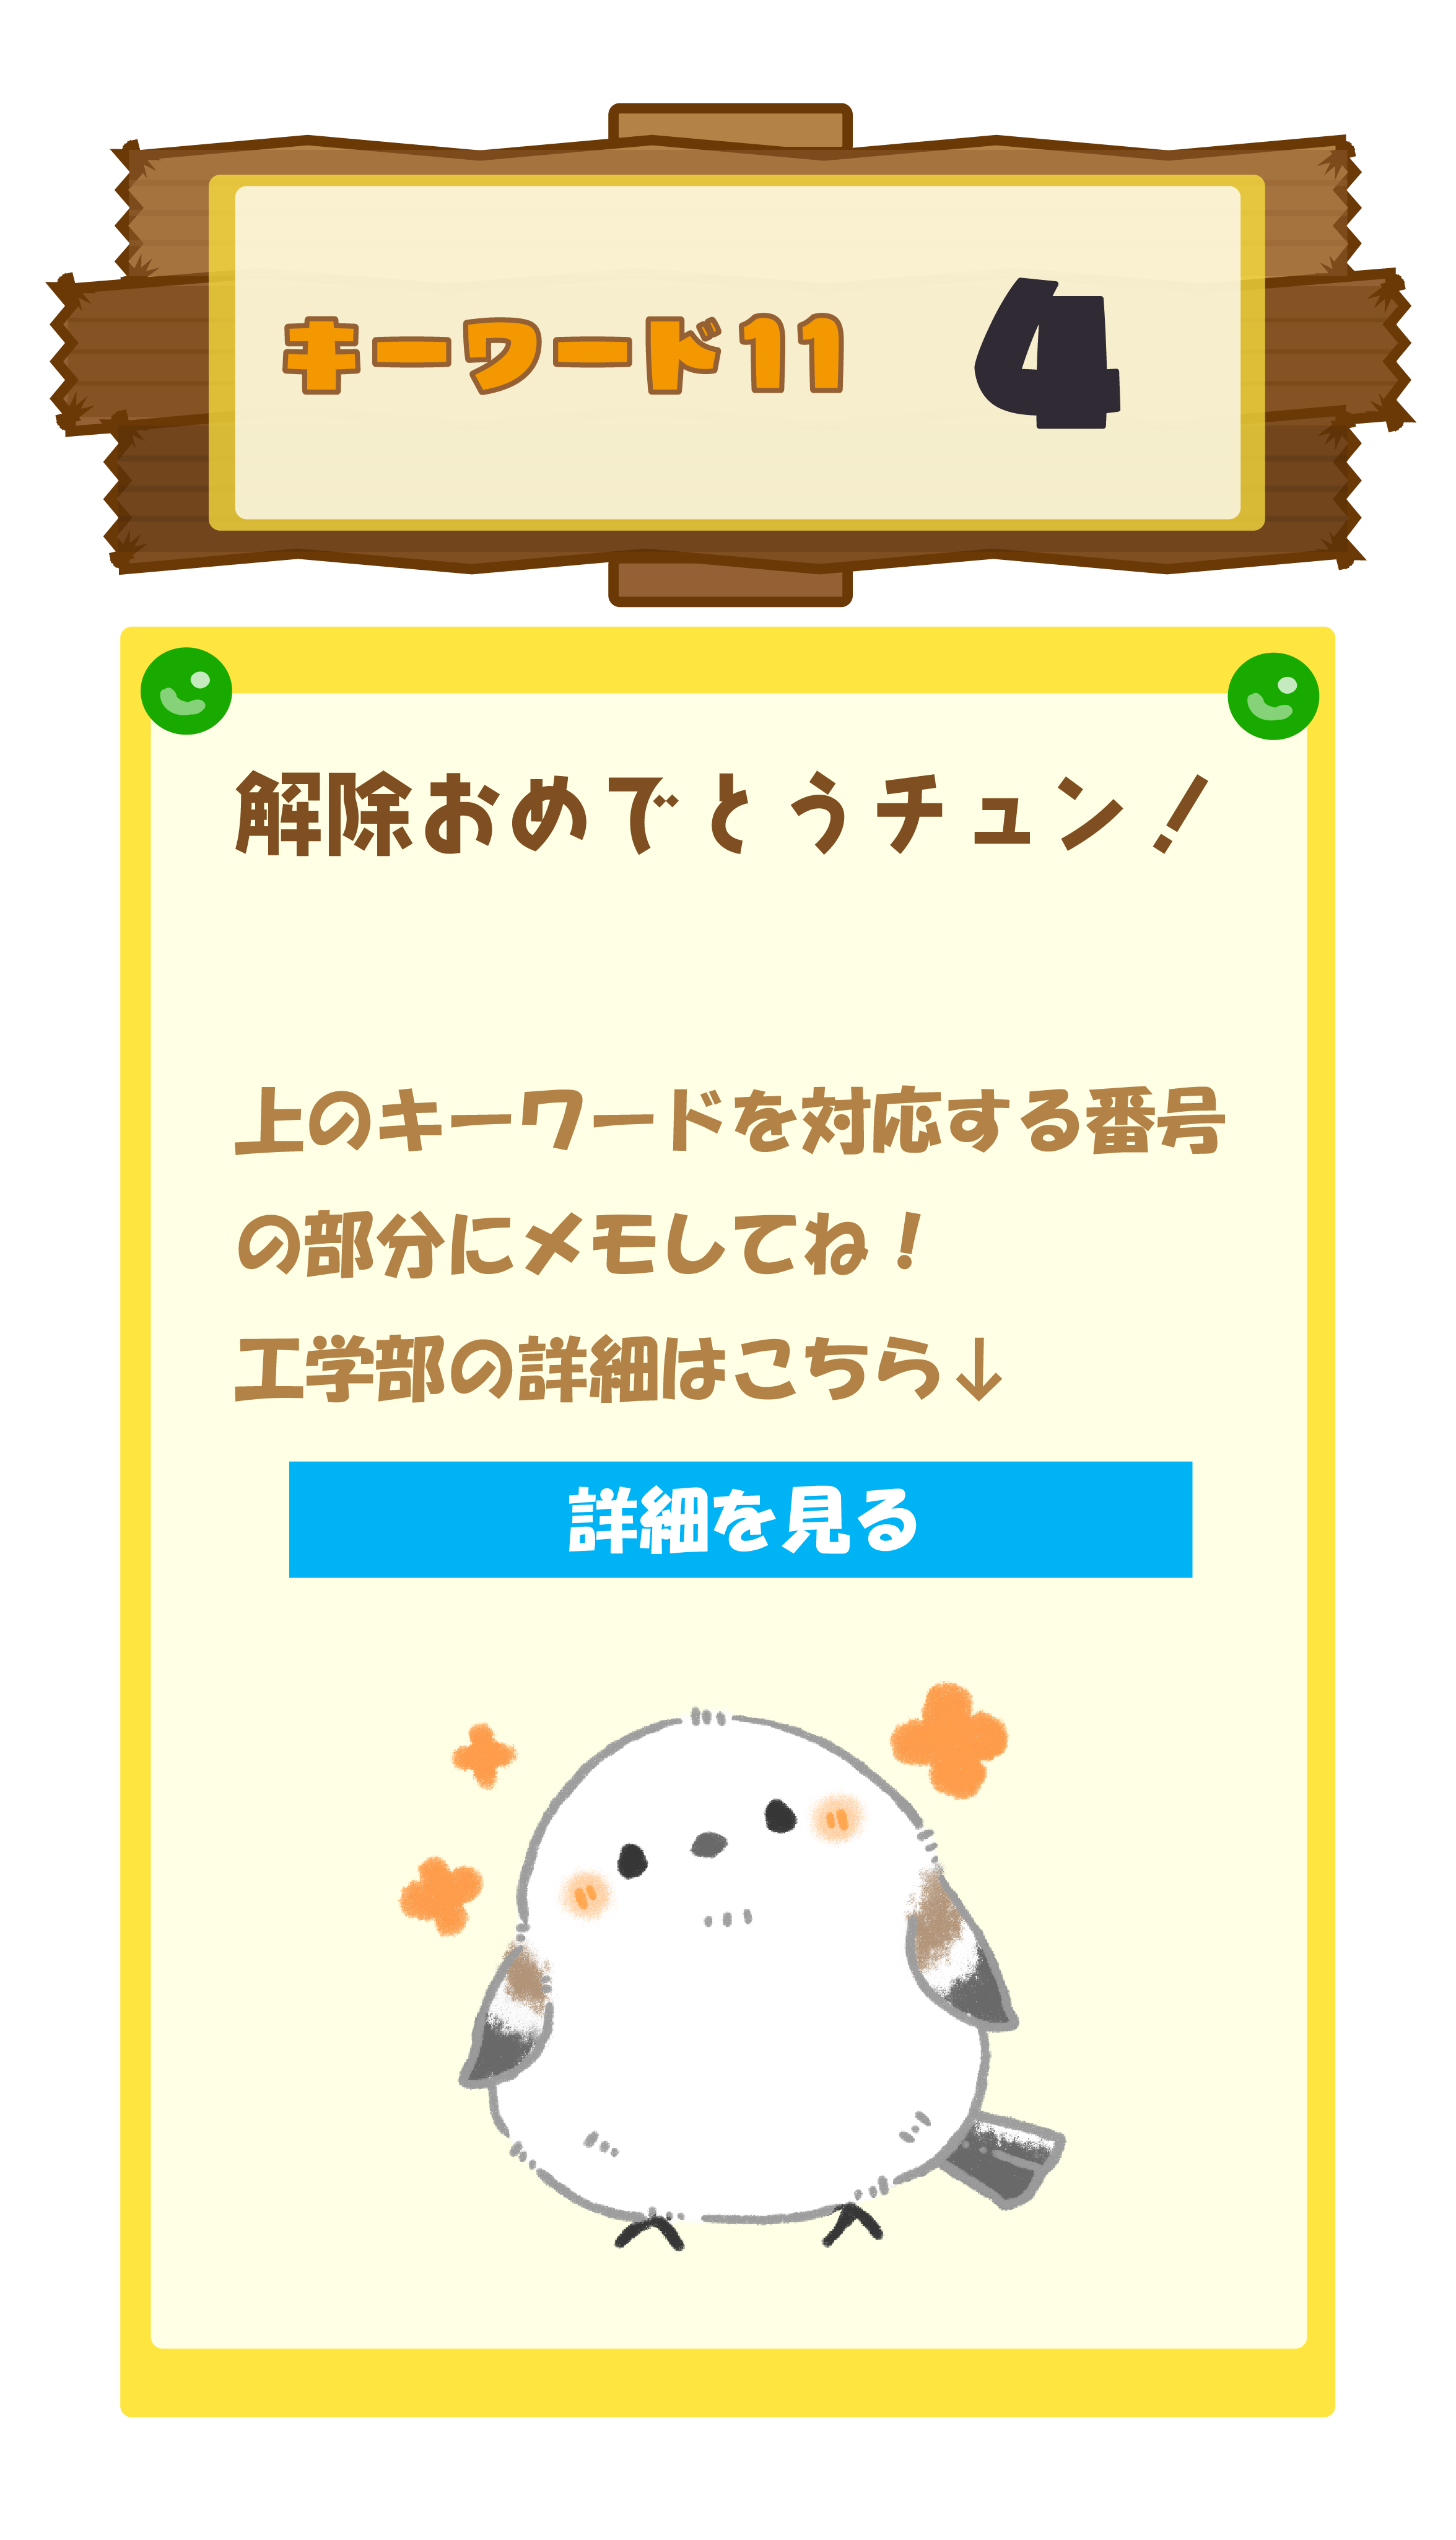 キーワード11 4
解除おめでとうチュン！
上のキーワードを対応する番号
の部分にメモしてね！
工学部の詳細はこちら↓
詳細を見る